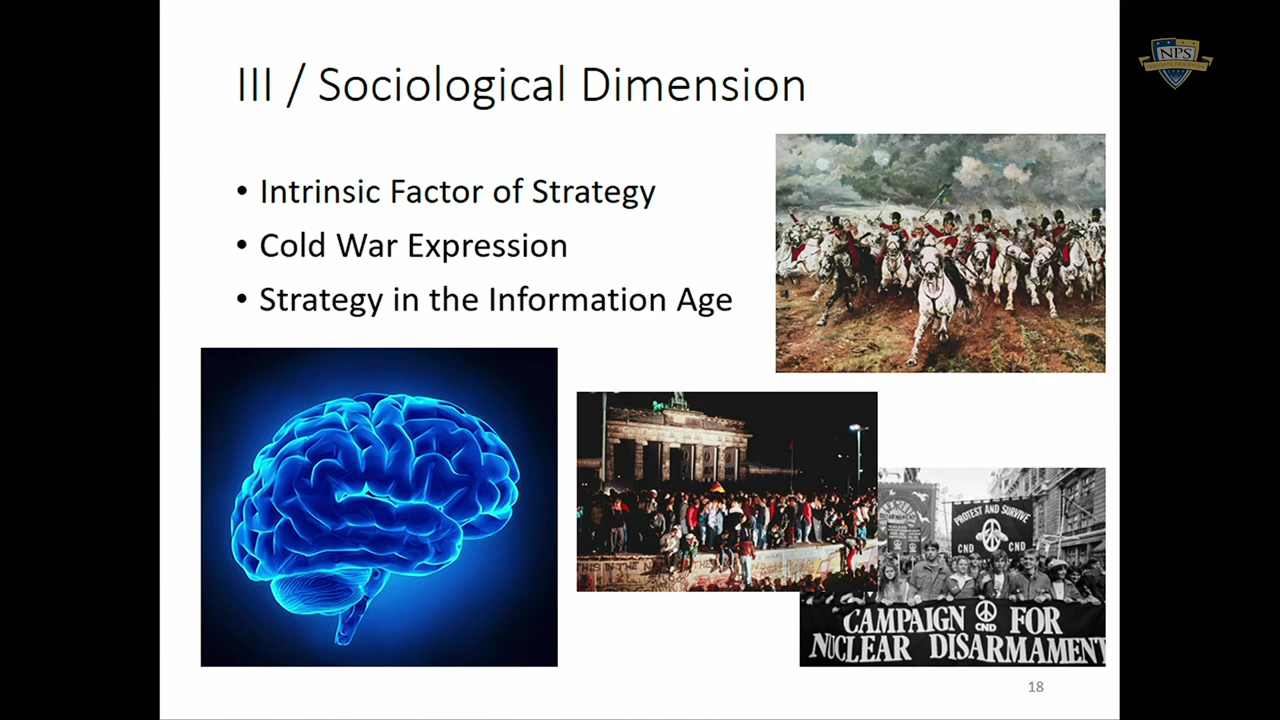 III / Sociological Dimension
NPS
• Intrinsic Factor of Strategy
• Cold War Expression
• Strategy in the Information Age
PROTEST AND SURVIVE
CND CND
CAMPAIGN FOR
CND
NUCLEAR DISARMAMENT
18